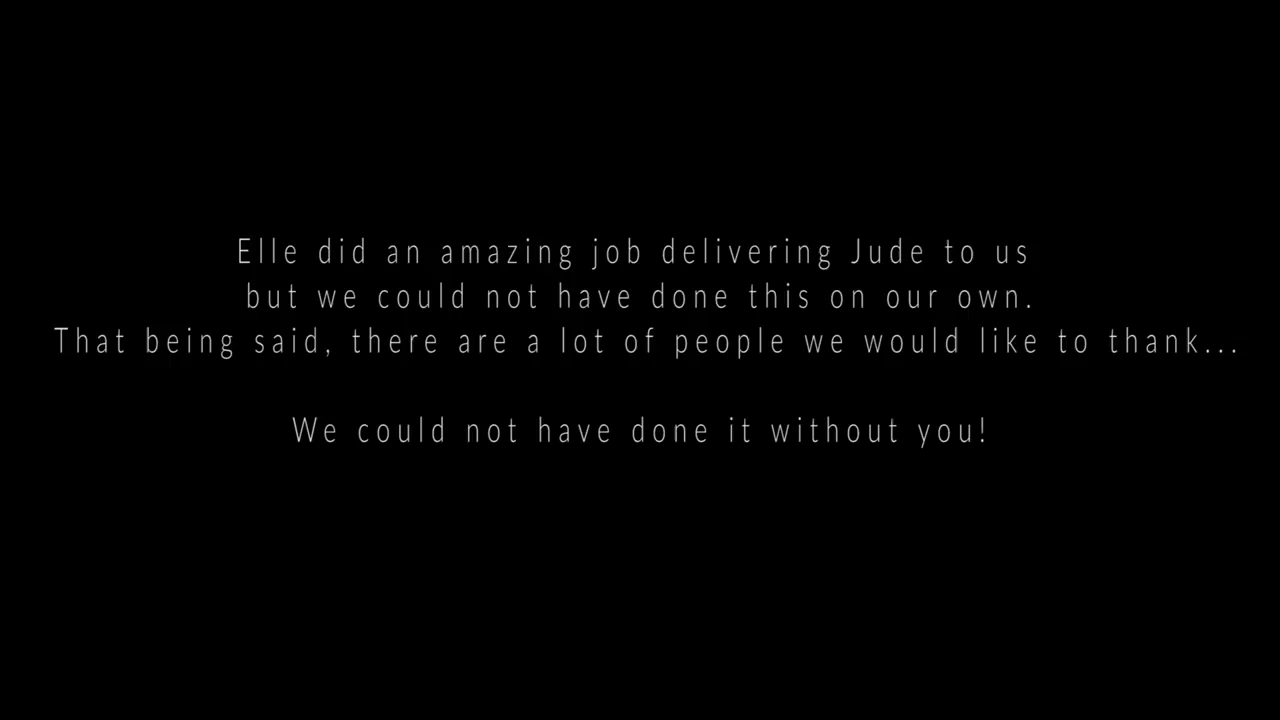 Elle did an amazing job delivering Jude to us
but we could not have done this on our own.
That being said, there are a lot of people we would like to thank...
We could not have done it without you!